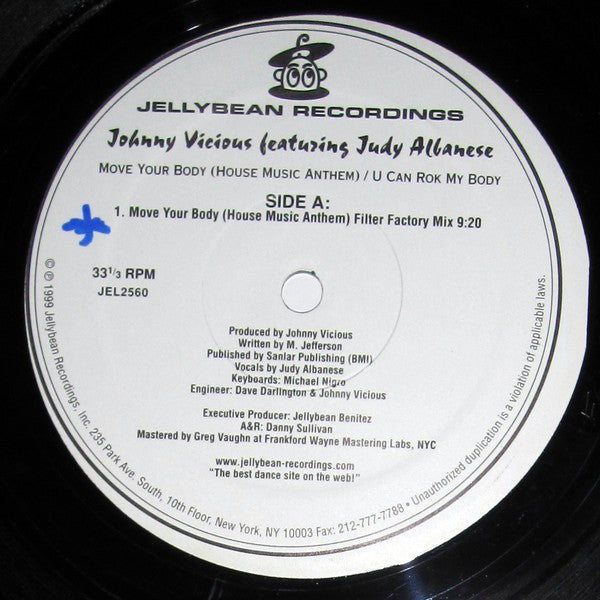 JELLYBEAN RECORDINGS
Johnny Vicious featuring Judy Albanese
MOVE YOUR BODY (HOUSE MUSIC ANTHEM) / U CAN ROK MY BODY
SIDE A:
1. Move Your Body (House Music Anthem) Filter Factory Mix 9:20
33 1/3 RPM
JEL2560
Produced by Johnny Vicious
Written by M. Jefferson
Published by Sanlar Publishing (BMI)
Vocals by Judy Albanese
Keyboards: Michael Nigro
Engineer: Dave Darlington & Johnny Vicious
Executive Producer: Jellybean Benitez
A&R: Danny Sullivan
Mastered by Greg Vaughn at Frankford Wayne Mastering Labs, NYC
www.jellybean-recordings.com
"The best dance site on the web!"
© ℗ 1999 Jellybean Recordings, Inc. 235 Park Ave. South, 10th Floor, New York, NY 10003 Fax: 212-777-7788 • Unauthorized duplication is a violation of applicable laws.